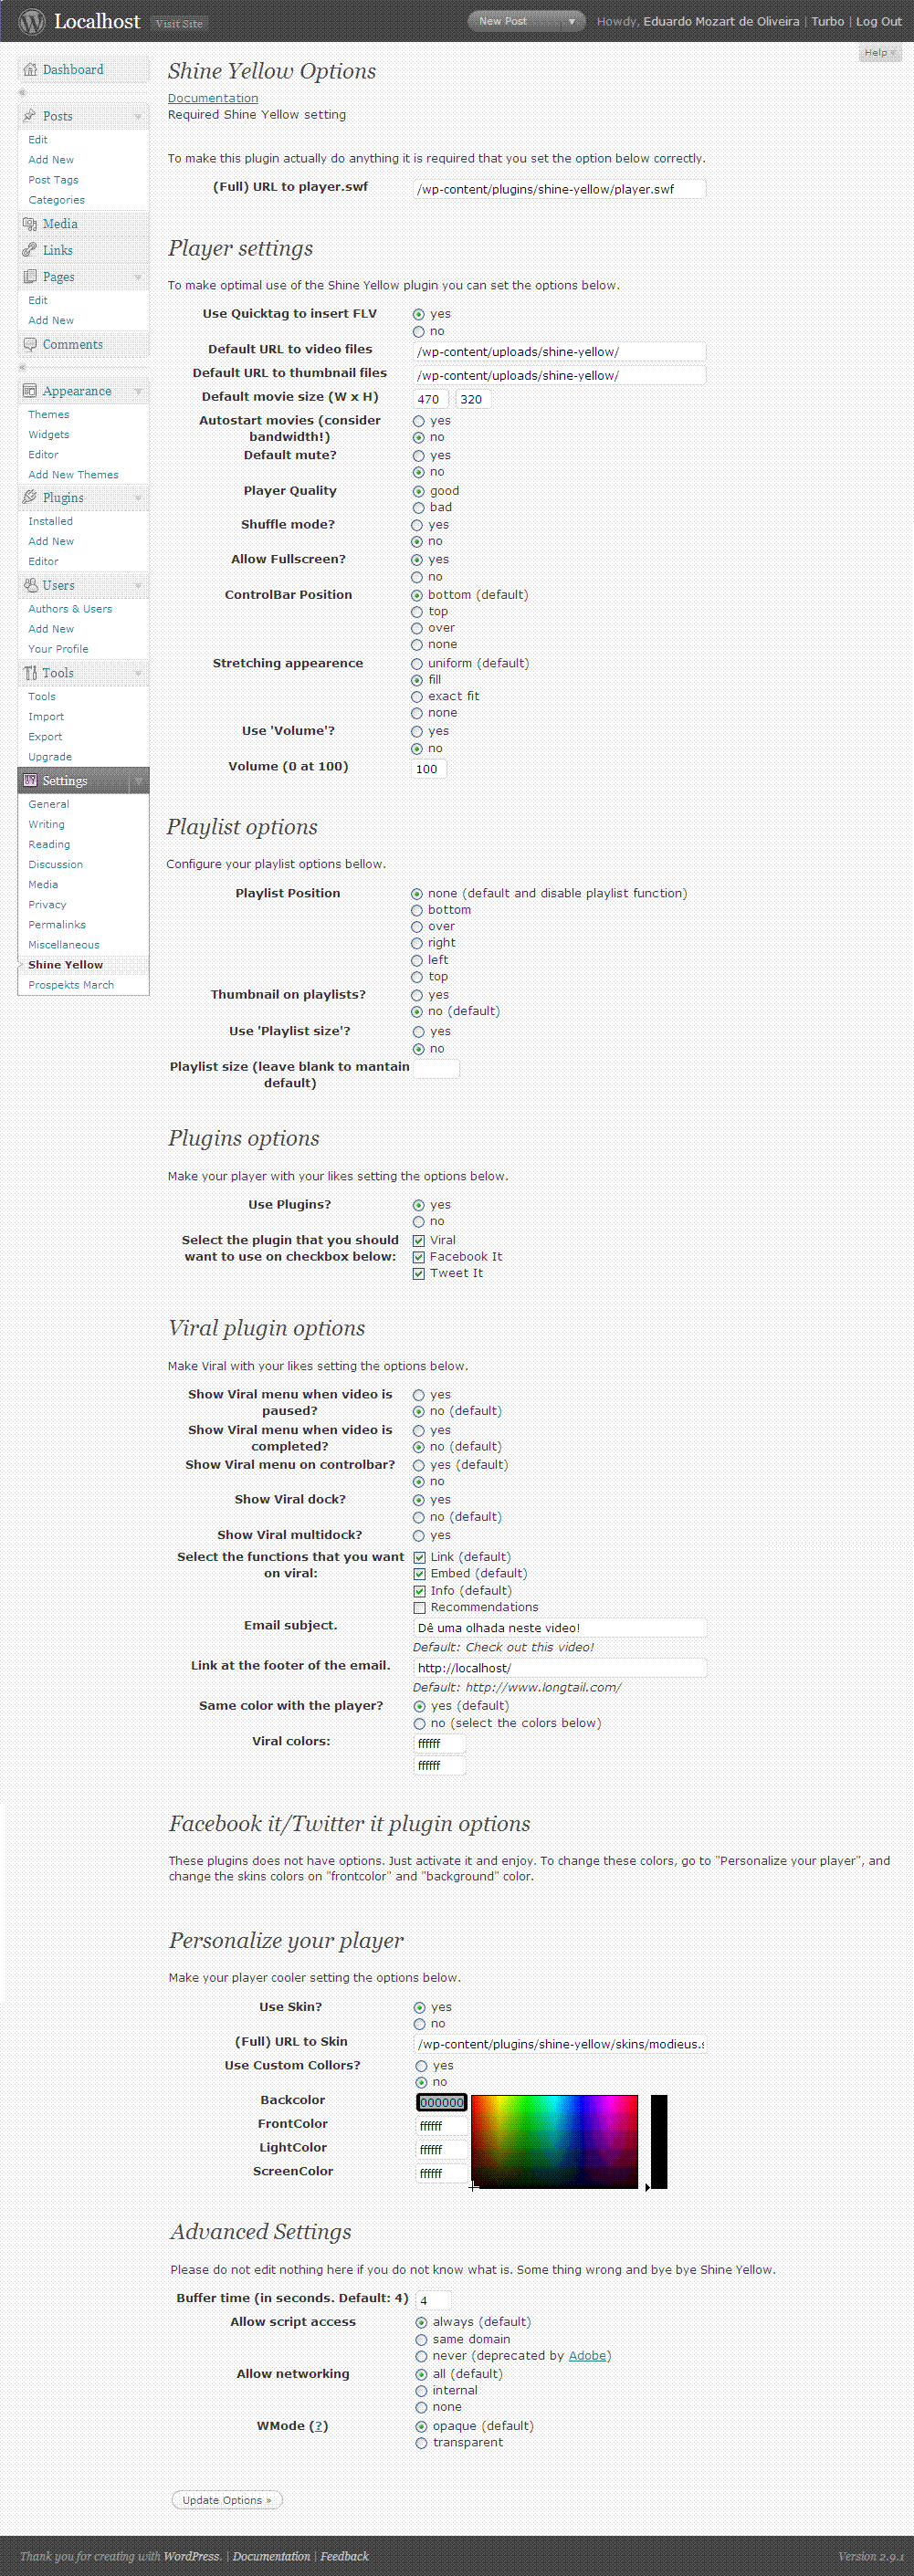 Localhost Visit Site New Post Howdy, Eduardo Mozart de Oliveira | Turbo | Log Out
Help
Dashboard
Posts
Edit
Add New
Post Tags
Categories
Media
Links
Pages
Edit
Add New
Comments
Appearance
Themes
Widgets
Editor
Add New Themes
Plugins
Installed
Add New
Editor
Users
Authors & Users
Add New
Your Profile
Tools
Tools
Import
Export
Upgrade
Settings
General
Writing
Reading
Discussion
Media
Privacy
Permalinks
Miscellaneous
Shine Yellow
Prospekts March
Shine Yellow Options
Documentation
Required Shine Yellow setting
To make this plugin actually do anything it is required that you set the option below correctly.
(Full) URL to player.swf /wp-content/plugins/shine-yellow/player.swf
Player settings
To make optimal use of the Shine Yellow plugin you can set the options below.
Use Quicktag to insert FLV yes
no
Default URL to video files /wp-content/uploads/shine-yellow/
Default URL to thumbnail files /wp-content/uploads/shine-yellow/
Default movie size (W x H) 470 320
Autostart movies (consider yes
bandwidth!) no
Default mute? yes
no
Player Quality good
bad
Shuffle mode? yes
no
Allow Fullscreen? yes
no
ControlBar Position bottom (default)
top
over
none
Stretching appearence uniform (default)
fill
exact fit
none
Use 'Volume'? yes
no
Volume (0 at 100) 100
Playlist options
Configure your playlist options bellow.
Playlist Position none (default and disable playlist function)
bottom
over
right
left
top
Thumbnail on playlists? yes
no (default)
Use 'Playlist size'? yes
no
Playlist size (leave blank to mantain
default)
Plugins options
Make your player with your likes setting the options below.
Use Plugins? yes
no
Select the plugin that you should Viral
want to use on checkbox below: Facebook It
Tweet It
Viral plugin options
Make Viral with your likes setting the options below.
Show Viral menu when video is yes
paused? no (default)
Show Viral menu when video is yes
completed? no (default)
Show Viral menu on controlbar? yes (default)
no
Show Viral dock? yes
no (default)
Show Viral multidock? yes
Select the functions that you want Link (default)
on viral: Embed (default)
Info (default)
Recommendations
Email subject. Dê uma olhada neste video!
Default: Check out this video!
Link at the footer of the email. http://localhost/
Default: http://www.longtail.com/
Same color with the player? yes (default)
no (select the colors below)
Viral colors: ffffff
ffffff
Facebook it/Twitter it plugin options
These plugins does not have options. Just activate it and enjoy. To change these colors, go to "Personalize your player", and
change the skins colors on "frontcolor" and "background" color.
Personalize your player
Make your player cooler setting the options below.
Use Skin? yes
no
(Full) URL to Skin /wp-content/plugins/shine-yellow/skins/modieus.s
Use Custom Collors? yes
no
Backcolor 000000
FrontColor ffffff
LightColor ffffff
ScreenColor ffffff
Advanced Settings
Please do not edit nothing here if you do not know what is. Some thing wrong and bye bye Shine Yellow.
Buffer time (in seconds. Default: 4) 4
Allow script access always (default)
same domain
never (deprecated by Adobe)
Allow networking all (default)
internal
none
WMode (?) opaque (default)
transparent
Update Options »
Thank you for creating with WordPress. | Documentation | Feedback Version 2.9.1